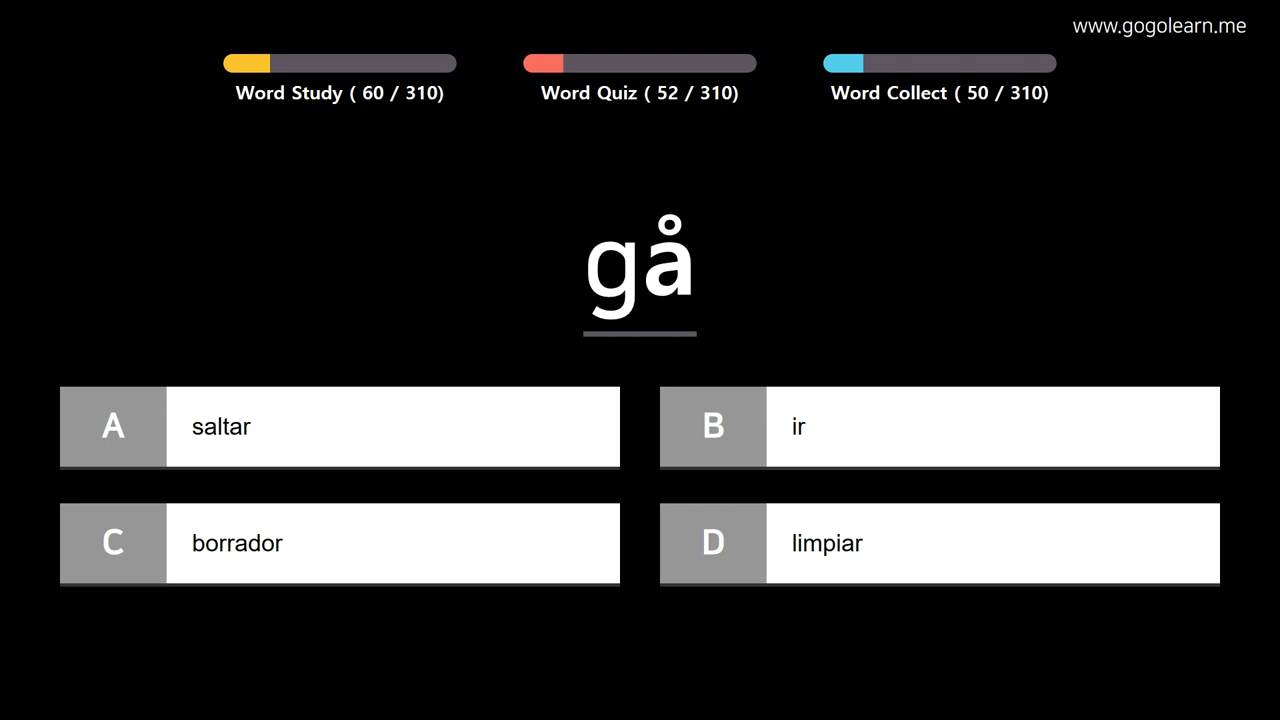 www.gogolearn.me
Word Study ( 60 / 310)
Word Quiz ( 52 / 310)
Word Collect ( 50 / 310)
gå
A saltar
B ir
C borrador
D limpiar